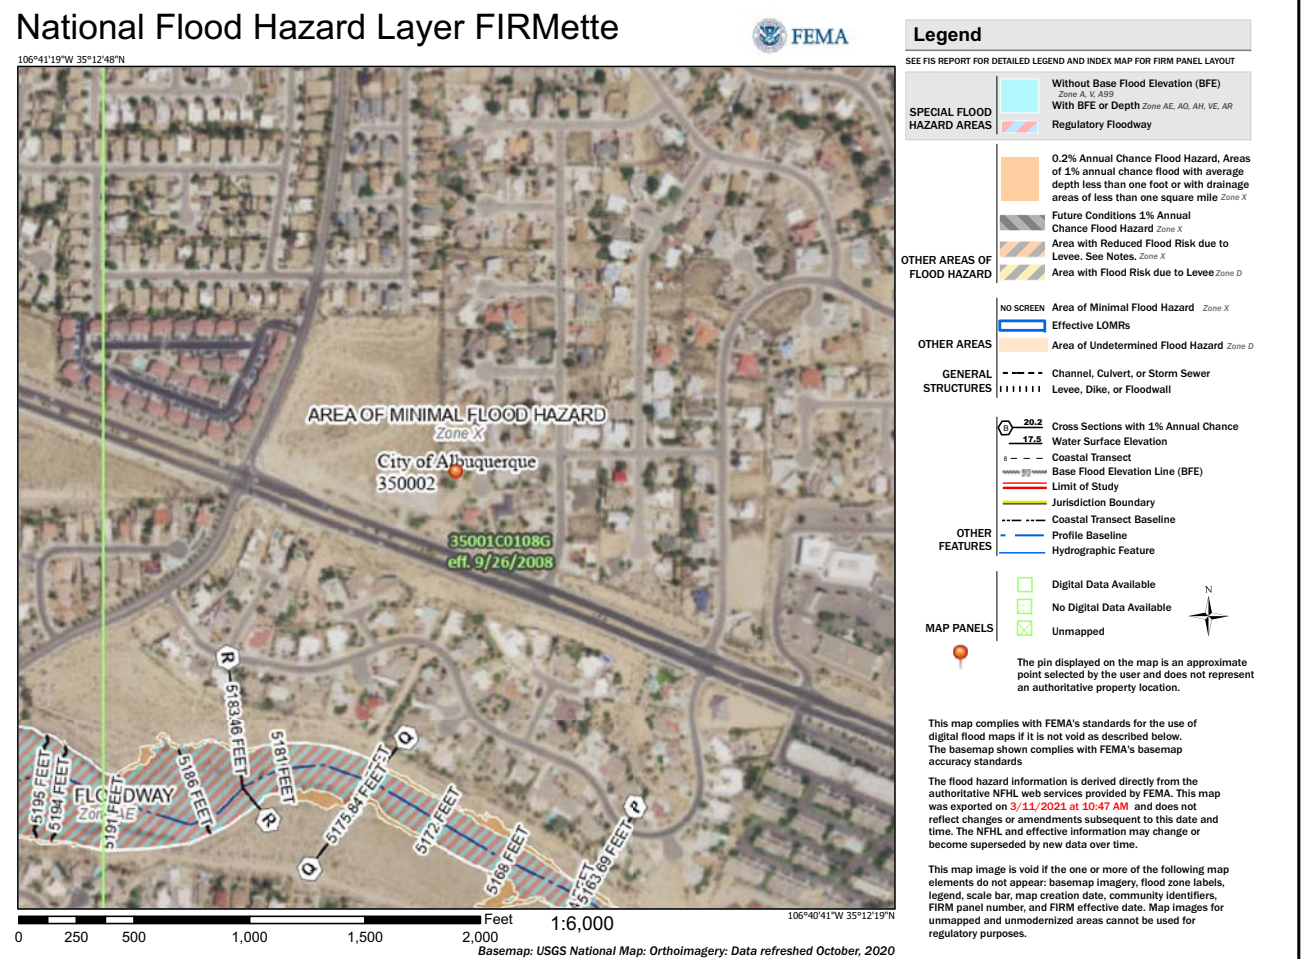 National Flood Hazard Layer FIRMette
FEMA
Legend
SEE FIS REPORT FOR DETAILED LEGEND AND INDEX MAP FOR FIRM PANEL LAYOUT
106°41'19"W 35°12'48"N
SPECIAL FLOOD
HAZARD AREAS
Without Base Flood Elevation (BFE)
Zone A, V, A99
With BFE or Depth Zone AE, AO, AH, VE, AR
Regulatory Floodway
0.2% Annual Chance Flood Hazard, Areas
of 1% annual chance flood with average
depth less than one foot or with drainage
areas of less than one square mile Zone X
Future Conditions 1% Annual
Chance Flood Hazard Zone X
Area with Reduced Flood Risk due to
Levee. See Notes. Zone X
Area with Flood Risk due to Levee Zone D
OTHER AREAS OF
FLOOD HAZARD
NO SCREEN Area of Minimal Flood Hazard Zone X
Effective LOMRs
Area of Undetermined Flood Hazard Zone D
OTHER AREAS
Channel, Culvert, or Storm Sewer
Levee, Dike, or Floodwall
GENERAL
STRUCTURES
B 20.2 Cross Sections with 1% Annual Chance
17.5 Water Surface Elevation
8 Coastal Transect
Base Flood Elevation Line (BFE)
Limit of Study
Jurisdiction Boundary
Coastal Transect Baseline
Profile Baseline
Hydrographic Feature
OTHER
FEATURES
Digital Data Available
No Digital Data Available
Unmapped
MAP PANELS
N
The pin displayed on the map is an approximate
point selected by the user and does not represent
an authoritative property location.
This map complies with FEMA's standards for the use of
digital flood maps if it is not void as described below.
The basemap shown complies with FEMA's basemap
accuracy standards
The flood hazard information is derived directly from the
authoritative NFHL web services provided by FEMA. This map
was exported on 3/11/2021 at 10:47 AM and does not
reflect changes or amendments subsequent to this date and
time. The NFHL and effective information may change or
become superseded by new data over time.
This map image is void if the one or more of the following map
elements do not appear: basemap imagery, flood zone labels,
legend, scale bar, map creation date, community identifiers,
FIRM panel number, and FIRM effective date. Map images for
unmapped and unmodernized areas cannot be used for
regulatory purposes.
AREA OF MINIMAL FLOOD HAZARD
Zone X
City of Albuquerque
350002
35001C0108G
eff. 9/26/2008
R
5183.46 FEET
R
5195 FEET
5194 FEET
5191 FEET
FLOODWAY
Zone AE
5186 FEET
5181 FEET
Q
5175.84 FEET
Q
5172 FEET
5169 FEET
P
FEET
106°40'41"W 35°12'19"N
0 250 500 1,000 1,500 2,000
Feet
1:6,000
Basemap: USGS National Map: Orthoimagery: Data refreshed October, 2020